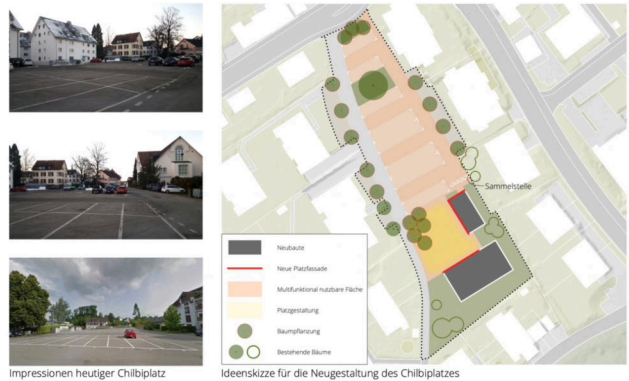 Sammelstelle
Neubaute
Neue Platzfassade
Multifunktional nutzbare Fläche
Platzgestaltung
Baumpflanzung
Bestehende Bäume
Impressionen heutiger Chilbiplatz
Ideenskizze für die Neugestaltung des Chilbiplatzes